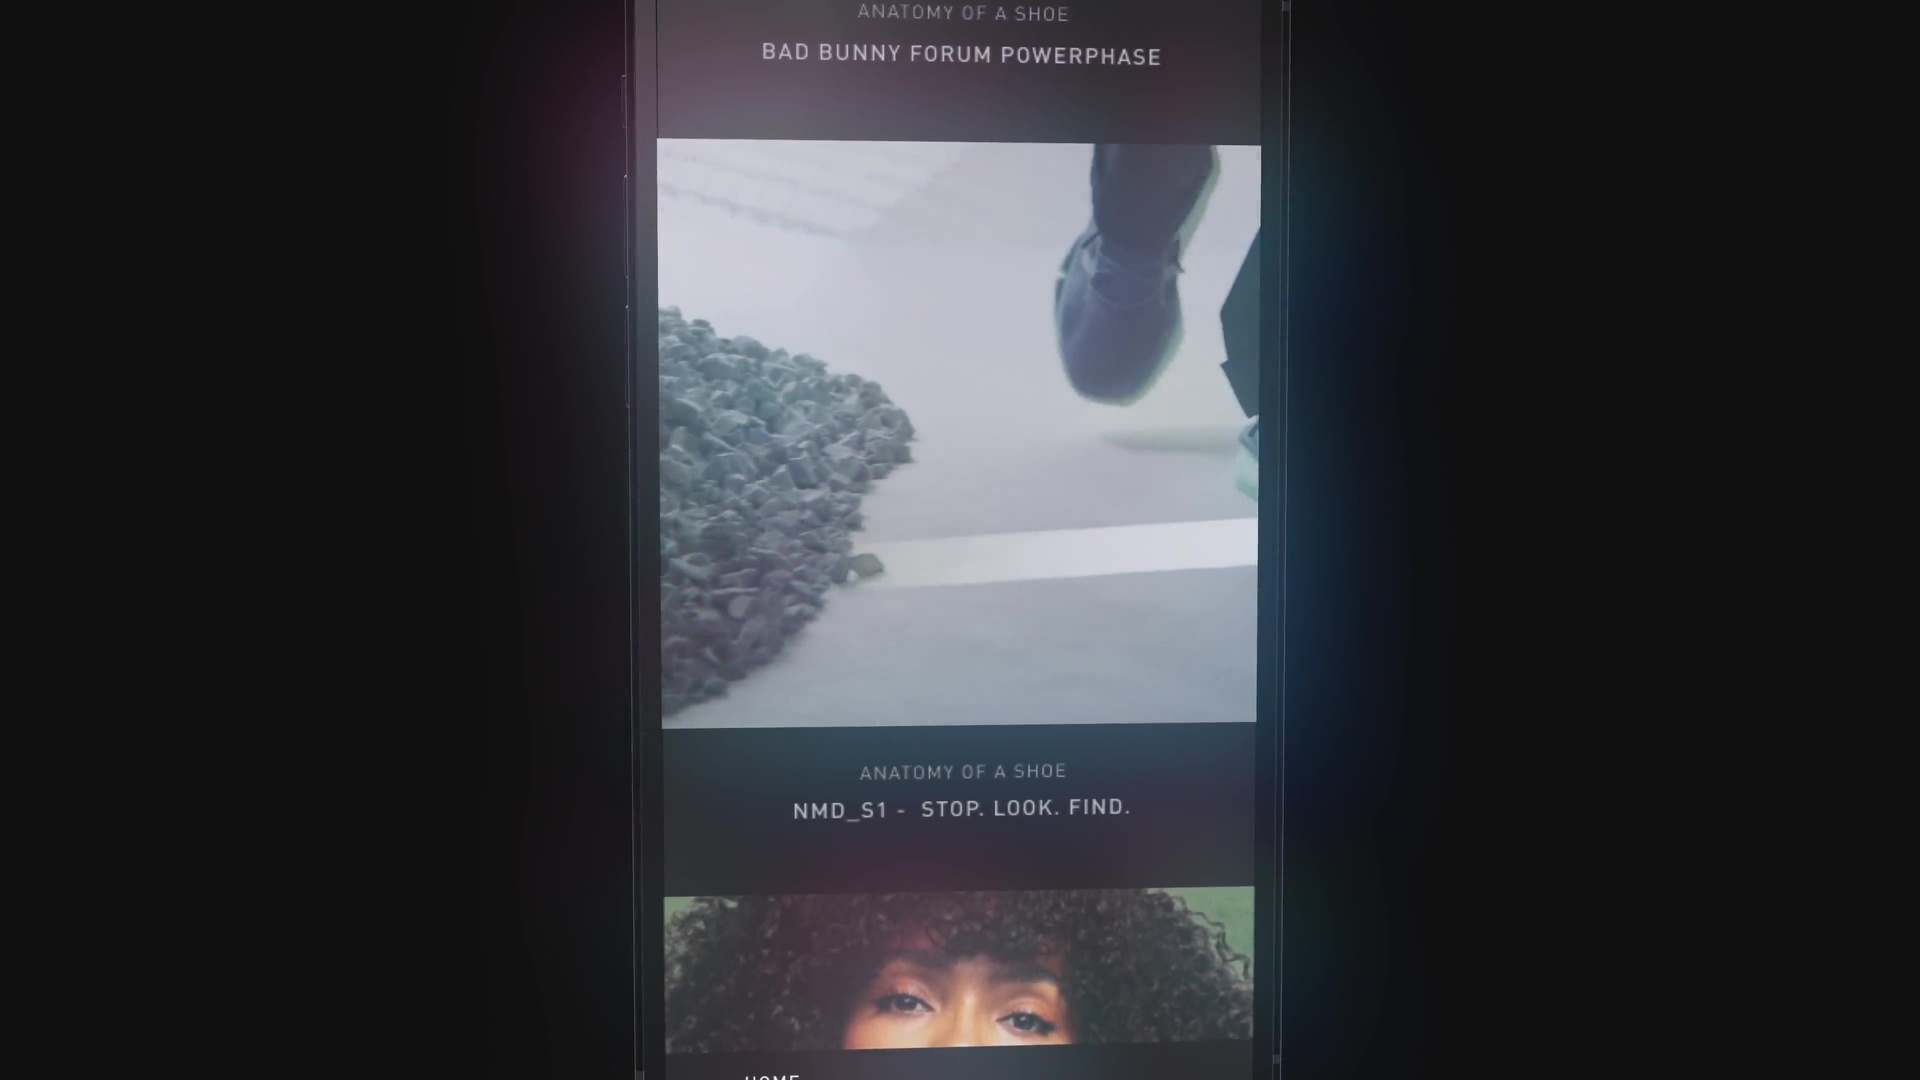 ANATOMY OF A SHOE
BAD BUNNY FORUM POWERPHASE
ANATOMY OF A SHOE
NMD_S1 - STOP. LOOK. FIND.
HOME